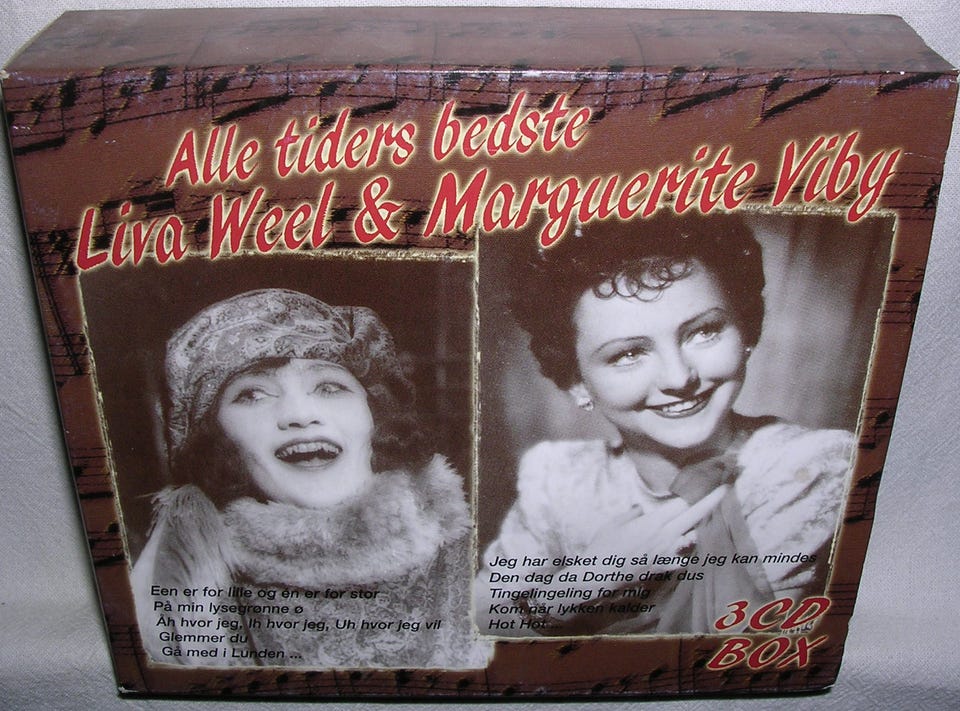 Alle tiders bedste
Liva Weel & Marguerite Viby
Een er for lille og én er for stor
På min lysegrønne ø
Åh hvor jeg, Ih hvor jeg, Uh hvor jeg vil
Glemmer du
Gå med i Lunden ...
Jeg har elsket dig så længe jeg kan mindes
Den dag da Dorthe drak dus
Tingelingeling for mig
Kom når lykken kalder
Hot Hot ...
3CD
BOX